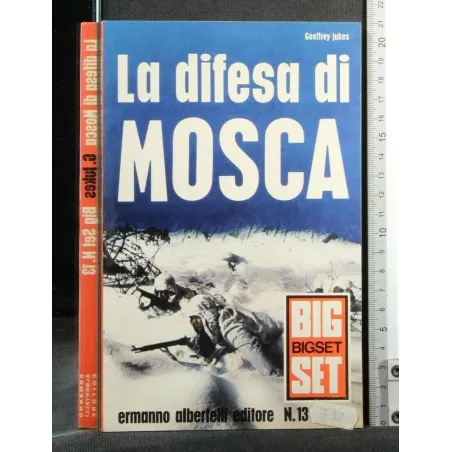 Geoffrey Jukes
La difesa di
MOSCA
BIG
BIGSET
SET
ermanno albertelli editore N.13
La difesa di Mosca G. Jukes Big Set N.13